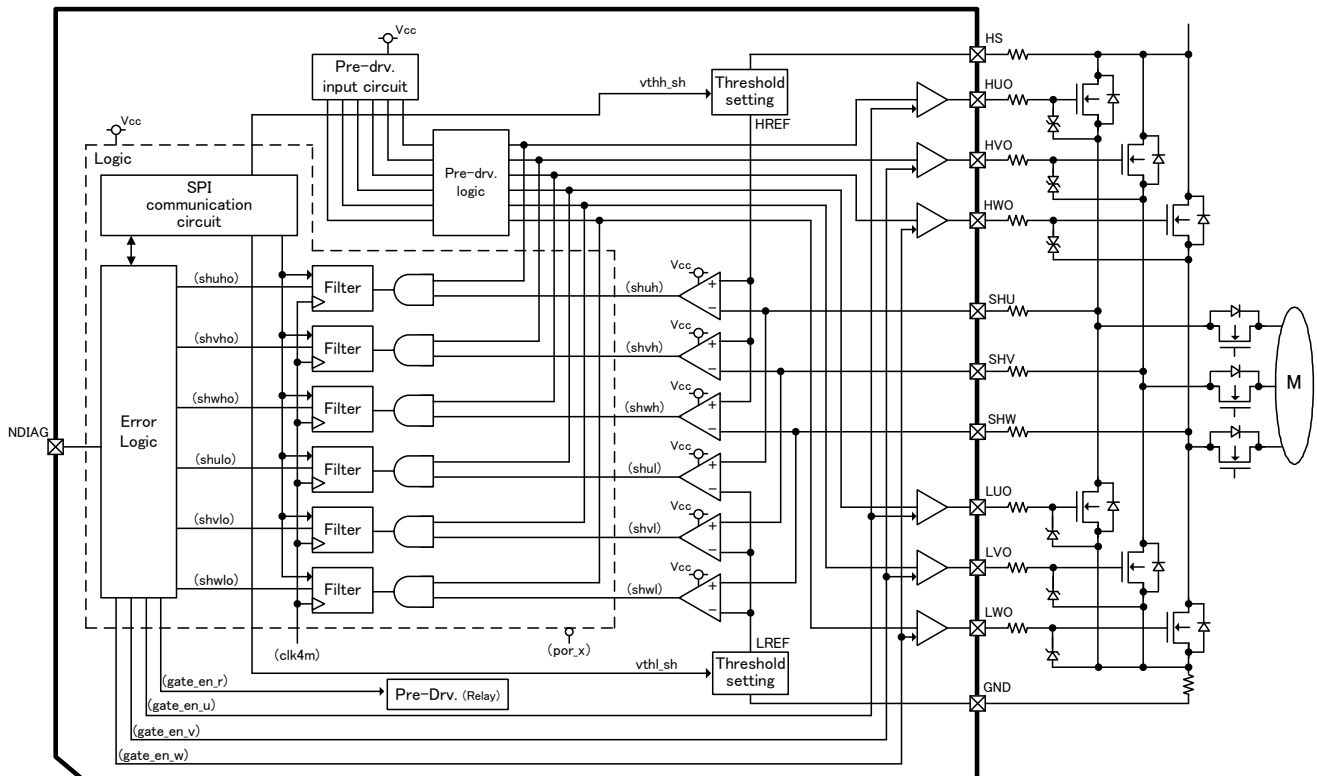 Vcc
Pre-drv.
input circuit
vthh_sh
Threshold
setting
HREF
HS
HUO
HVO
HWO
Vcc
Logic
SPI
communication
circuit
Pre-drv.
logic
(shuho)
Filter
(shuh)
Vcc
+
−
SHU
(shvho)
Filter
(shvh)
Vcc
+
−
SHV
(shwho)
Filter
(shwh)
Vcc
+
−
SHW
M
NDIAG
Error
Logic
(shulo)
Filter
(shul)
Vcc
+
−
LUO
(shvlo)
Filter
(shvl)
Vcc
+
−
LVO
(shwlo)
Filter
(shwl)
Vcc
+
−
LWO
(clk4m)
(por_x)
LREF
vthl_sh
Threshold
setting
GND
(gate_en_r)
Pre-Drv. (Relay)
(gate_en_u)
(gate_en_v)
(gate_en_w)